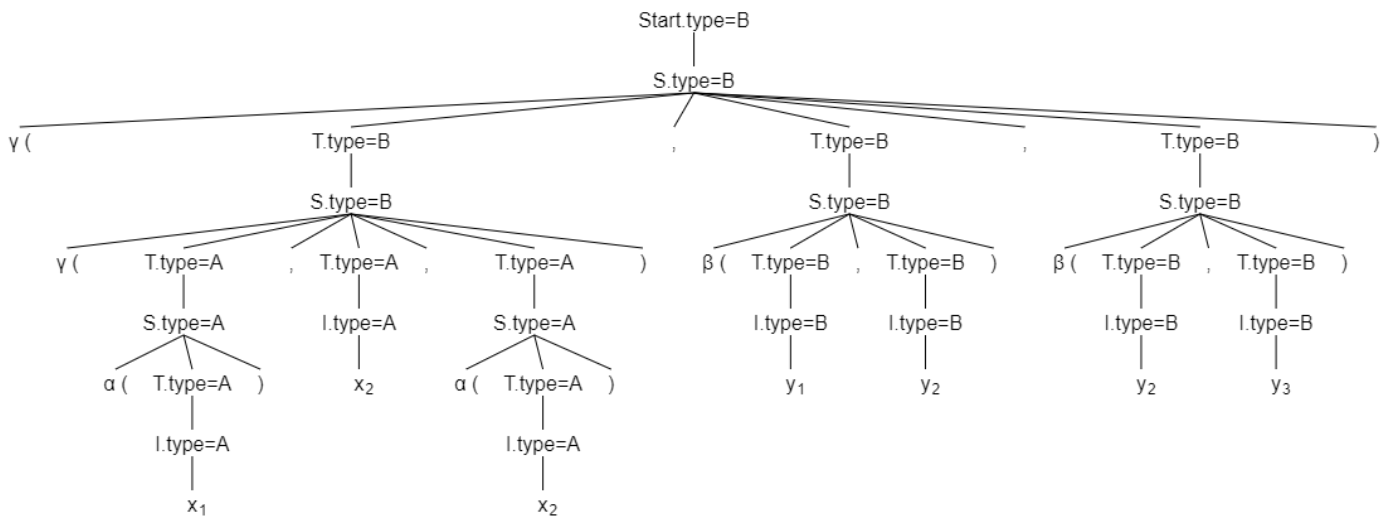 Start.type=B
S.type=B
γ ( T.type=B , T.type=B , T.type=B )
S.type=B S.type=B S.type=B
γ ( T.type=A , T.type=A , T.type=A ) β ( T.type=B , T.type=B ) β ( T.type=B , T.type=B )
S.type=A I.type=A S.type=A I.type=B I.type=B I.type=B I.type=B
α ( T.type=A ) x₂ α ( T.type=A ) y₁ y₂ y₂ y₃
I.type=A I.type=A
x₁ x₂